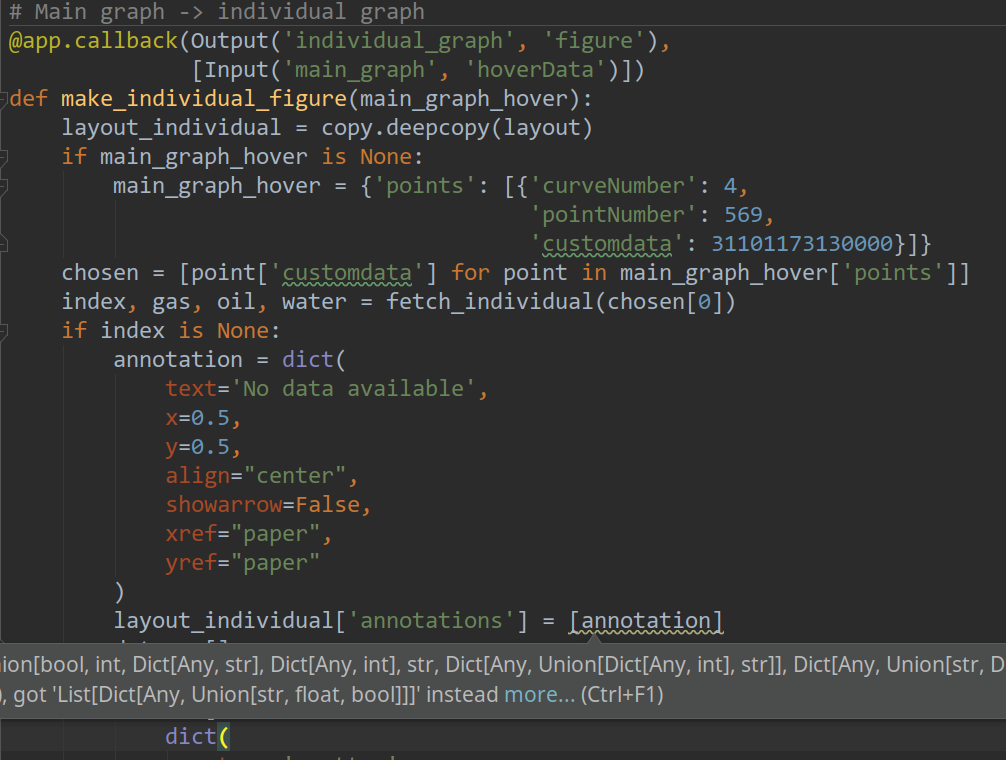 # Main graph -> individual graph
@app.callback(Output('individual_graph', 'figure'),
              [Input('main_graph', 'hoverData')])
def make_individual_figure(main_graph_hover):
    layout_individual = copy.deepcopy(layout)
    if main_graph_hover is None:
        main_graph_hover = {'points': [{'curveNumber': 4,
                                        'pointNumber': 569,
                                        'customdata': 31101173130000}]}
    chosen = [point['customdata'] for point in main_graph_hover['points']]
    index, gas, oil, water = fetch_individual(chosen[0])
    if index is None:
        annotation = dict(
            text='No data available',
            x=0.5,
            y=0.5,
            align="center",
            showarrow=False,
            xref="paper",
            yref="paper"
        )
        layout_individual['annotations'] = [annotation]
ion[bool, int, Dict[Any, str], Dict[Any, int], str, Dict[Any, Union[Dict[Any, int], str]], Dict[Any, Union[str, D
), got 'List[Dict[Any, Union[str, float, bool]]]' instead more... (Ctrl+F1)
            dict(